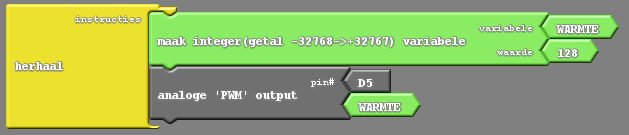 instructies
herhaal
maak integer(getal -32768->+32767) variabele
variabele
WARMTE
waarde
128
analoge 'PWM' output
pin#
D5
WARMTE